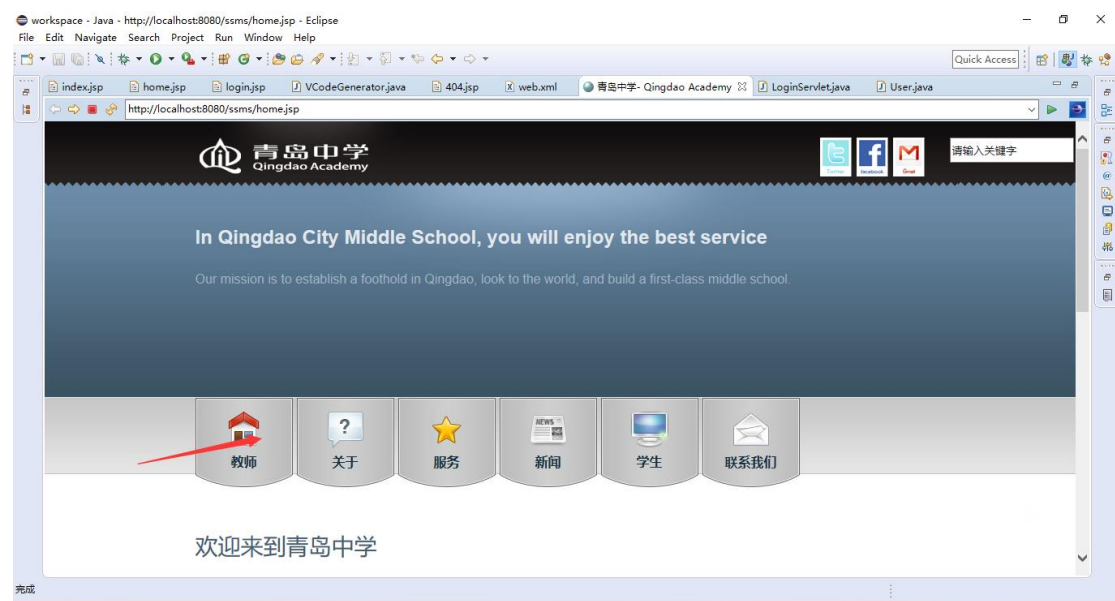 workspace - Java - http://localhost:8080/ssms/home.jsp - Eclipse
File Edit Navigate Search Project Run Window Help
Quick Access
index.jsp home.jsp login.jsp VCodeGenerator.java 404.jsp web.xml 青岛中学- Qingdao Academy LoginServlet.java User.java
http://localhost:8080/ssms/home.jsp
青岛中学
Qingdao Academy
Twitter facebook Gmail
请输入关键字
In Qingdao City Middle School, you will enjoy the best service
Our mission is to establish a foothold in Qingdao, look to the world, and build a first-class middle school.
NEWS
教师 关于 服务 新闻 学生 联系我们
欢迎来到青岛中学
完成